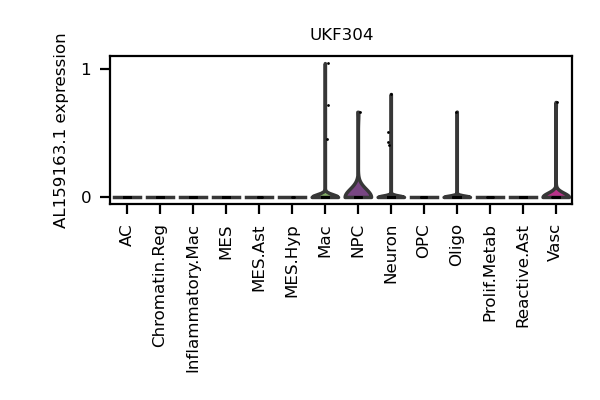 UKF304
AL159163.1 expression
1
0
AC
Chromatin.Reg
Inflammatory.Mac
MES
MES.Ast
MES.Hyp
Mac
NPC
Neuron
OPC
Oligo
Prolif.Metab
Reactive.Ast
Vasc